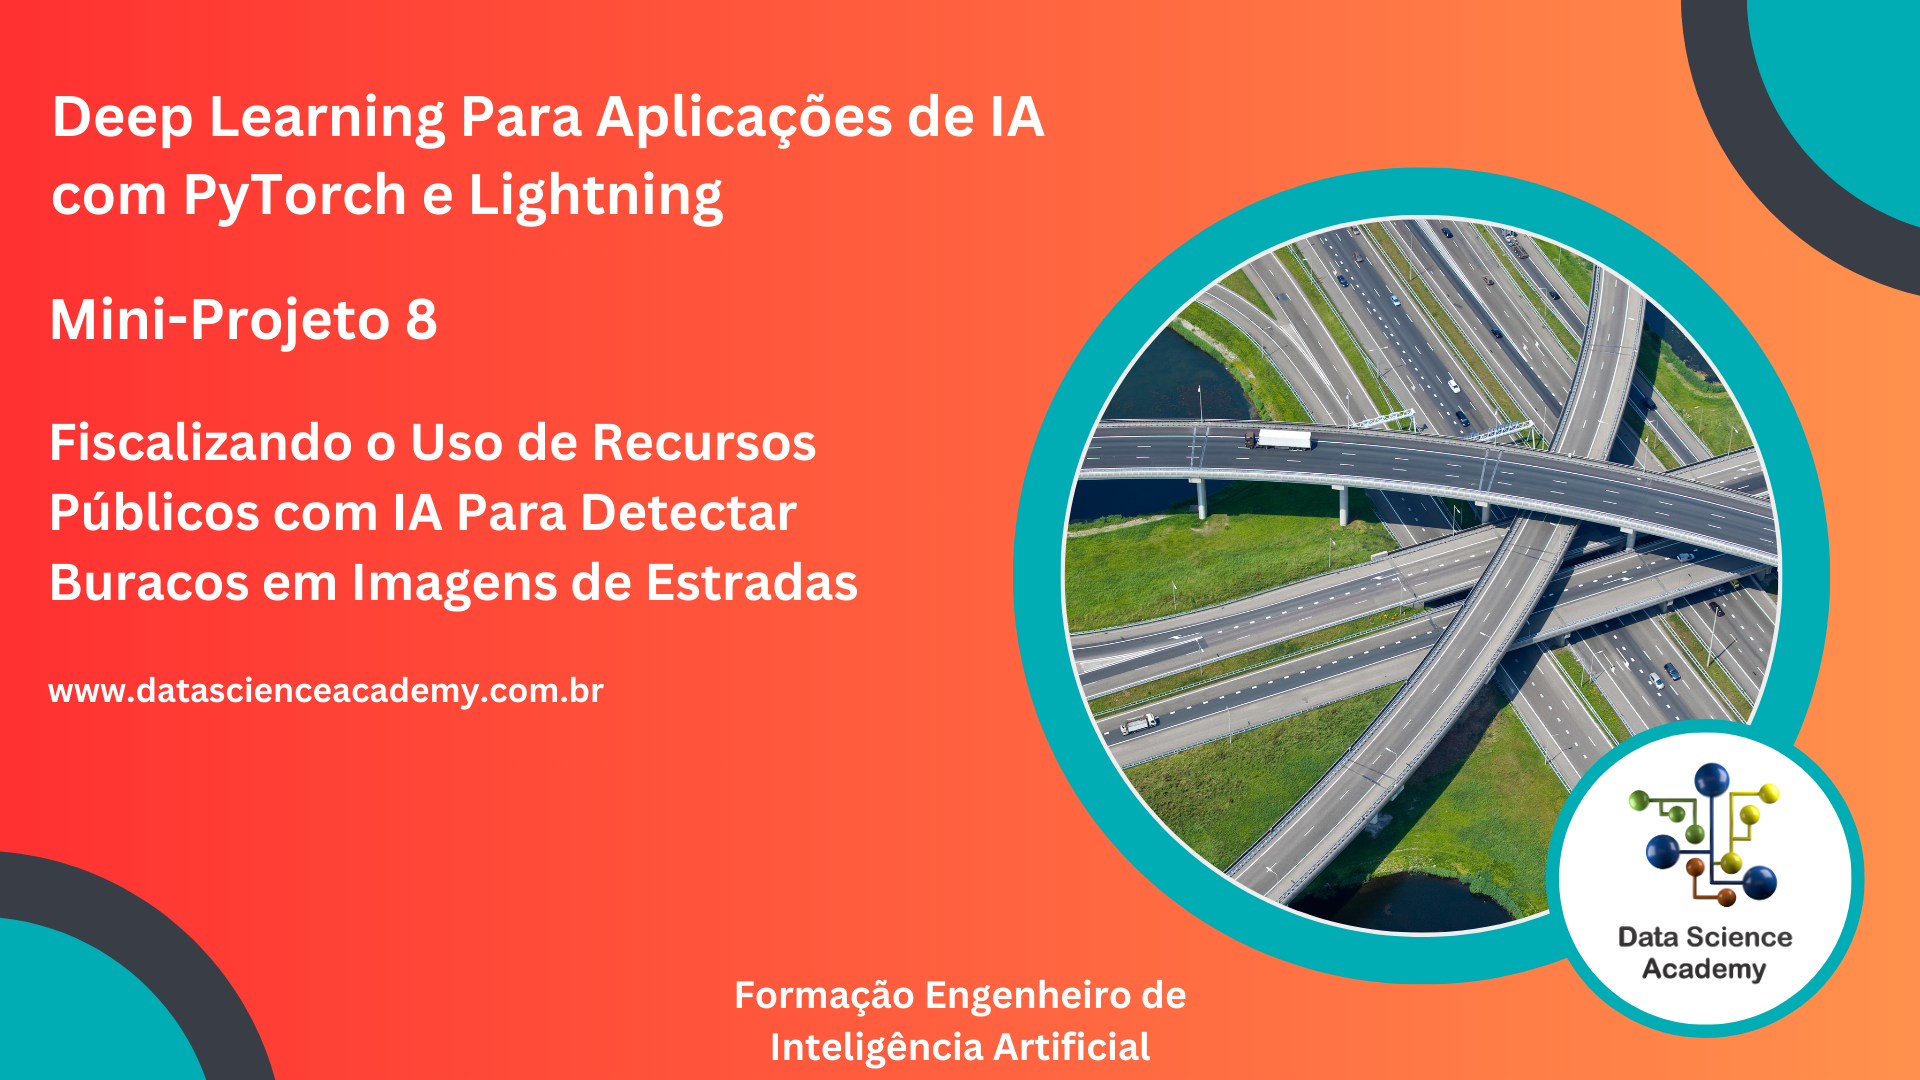 Deep Learning Para Aplicações de IA
com PyTorch e Lightning
Mini-Projeto 8
Fiscalizando o Uso de Recursos
Públicos com IA Para Detectar
Buracos em Imagens de Estradas
www.datascienceacademy.com.br
Data Science
Academy
Formação Engenheiro de
Inteligência Artificial